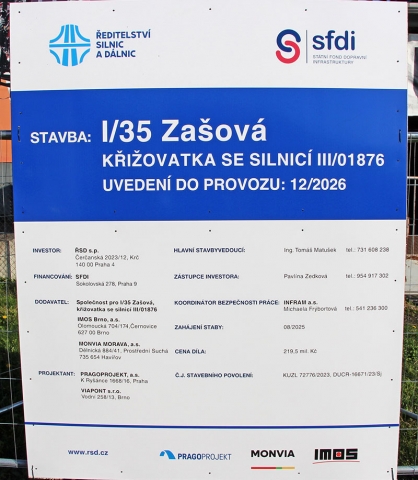 ŘEDITELSTVÍ
SILNIC
A DÁLNIC
sfdi
STÁTNÍ FOND DOPRAVNÍ
INFRASTRUKTURY
STAVBA: I/35 Zašová
KŘIŽOVATKA SE SILNICÍ III/01876
UVEDENÍ DO PROVOZU: 12/2026
INVESTOR: ŘSD s.p.
Čerčanská 2023/12, Krč
140 00 Praha 4
FINANCOVÁNÍ: SFDI
Sokolovská 278, Praha 9
DODAVATEL: Společnost pro I/35 Zašová,
křižovatka se silnicí III/01876
IMOS Brno, a.s.
Olomoucká 704/174, Černovice
627 00 Brno
MONVIA MORAVA, a.s.
Dělnická 884/41, Prostřední Suchá
735 654 Havířov
PROJEKTANT: PRAGOPROJEKT, a.s.
K Ryšánce 1668/16, Praha
VIAPONT s.r.o.
Vodní 258/13, Brno
HLAVNÍ STAVBYVEDOUCÍ: Ing. Tomáš Matušek tel.: 731 608 238
ZÁSTUPCE INVESTORA: Pavlína Zedková tel.: 954 917 302
KOORDINÁTOR BEZPEČNOSTI PRÁCE: INFRAM a.s.
Michaela Frýbortová tel.: 541 236 300
ZAHÁJENÍ STABY: 08/2025
CENA DÍLA: 219,5 mil. Kč
Č.J. STAVEBNÍHO POVOLENÍ: KUZL 72776/2023, DUCR-16671/23/Sj
www.rsd.cz
PRAGOPROJEKT
MONVIA
IMOS